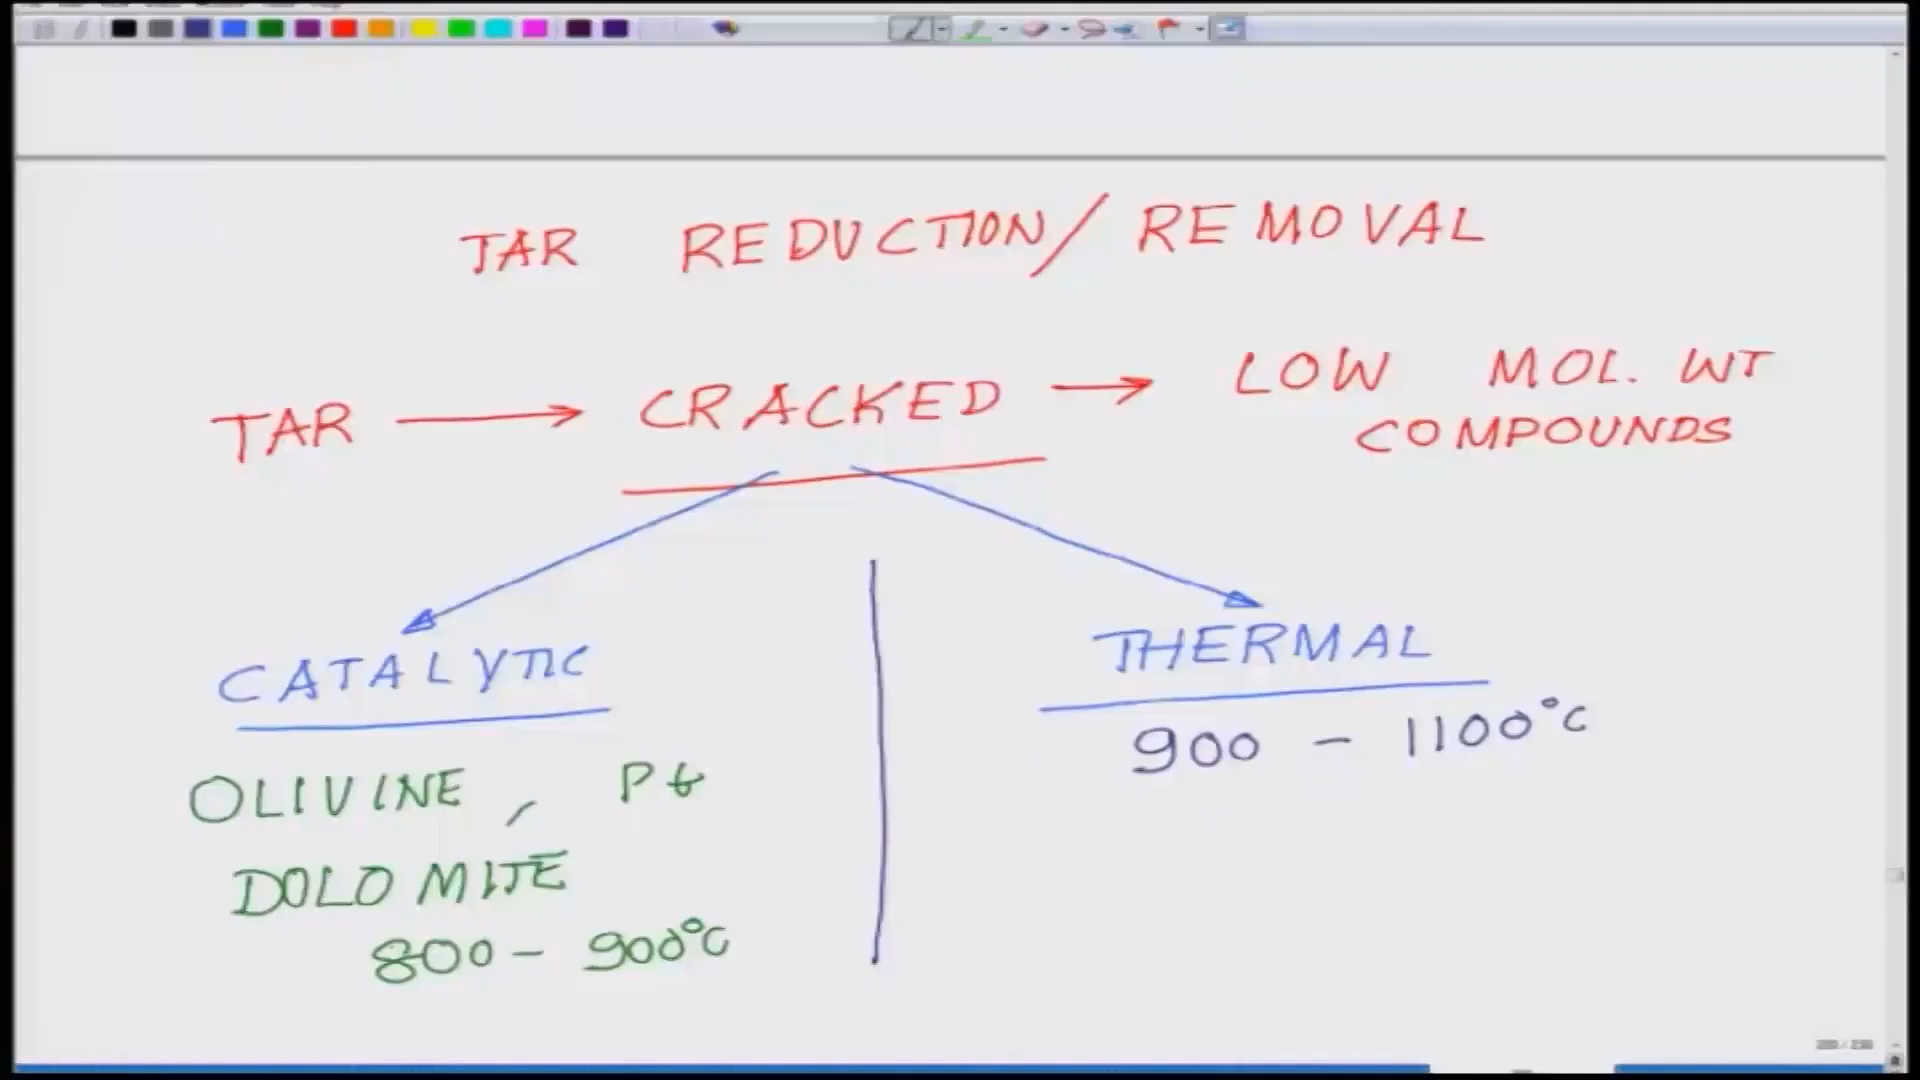 TAR REDUCTION/REMOVAL
TAR → CRACKED → LOW MOL. WT
COMPOUNDS
CATALYTIC
THERMAL
900 - 1100°C
OLIVINE, Pt
DOLOMITE
800 - 900°C